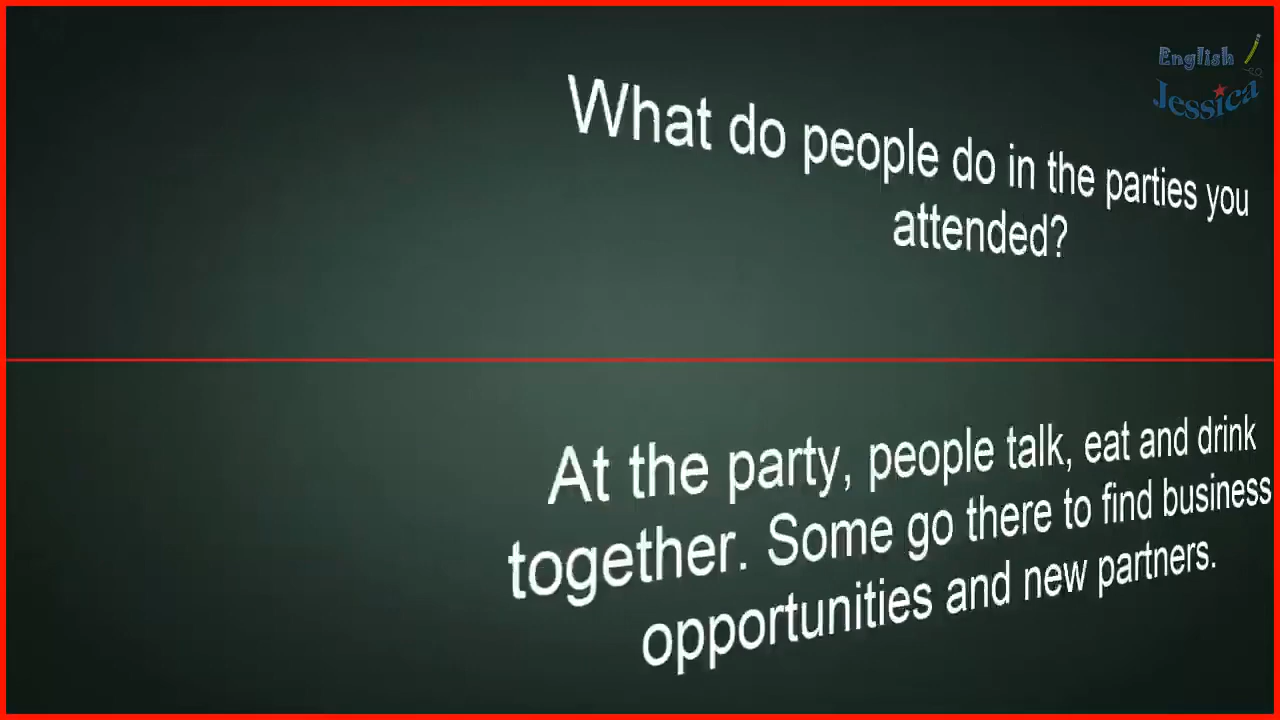 English
Jessica
What do people do in the parties you
attended?
At the party, people talk, eat and drink
together. Some go there to find business
opportunities and new partners.